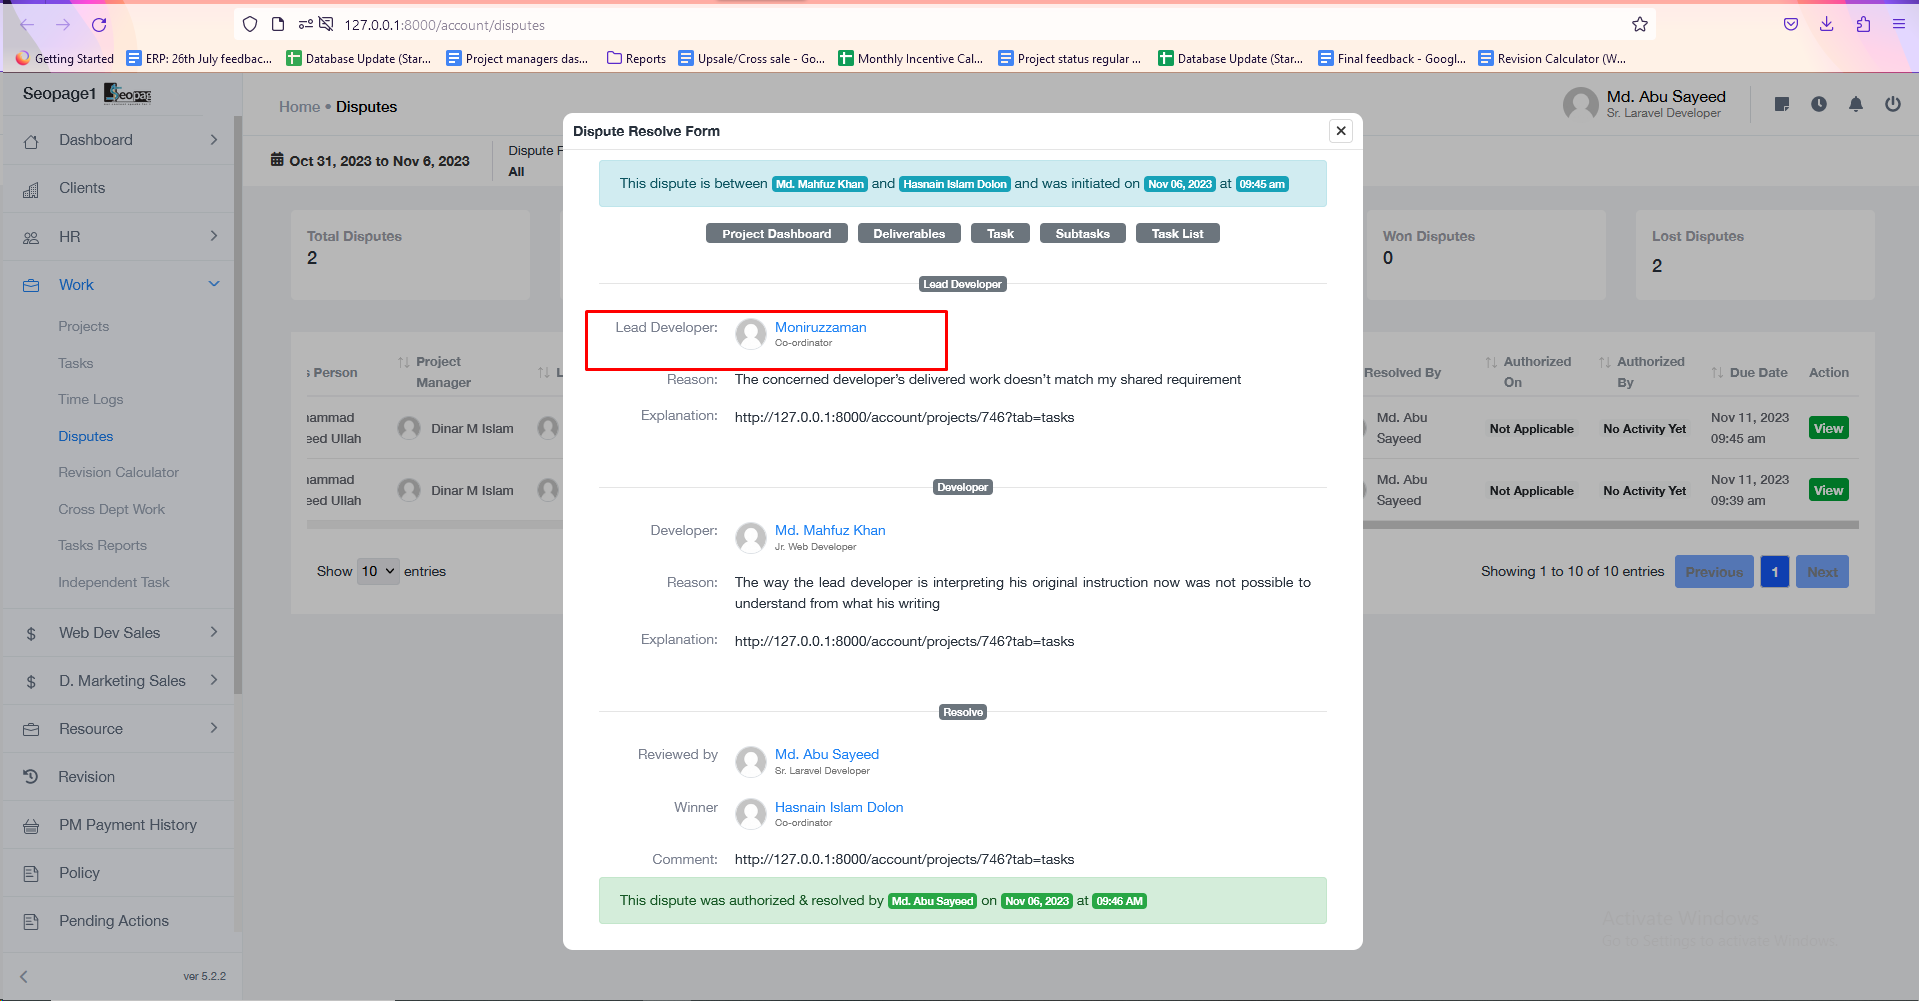 127.0.0.1:8000/account/disputes
Getting Started
ERP: 26th July feedbac...
Database Update (Star...
Project managers das...
Reports
Upsale/Cross sale - Go...
Monthly Incentive Cal...
Project status regular ...
Database Update (Star...
Final feedback - Googl...
Revision Calculator (W...
Seopage1
Home • Disputes
Md. Abu Sayeed
Sr. Laravel Developer
Dashboard
Clients
HR
Work
Projects
Tasks
Time Logs
Disputes
Revision Calculator
Cross Dept Work
Tasks Reports
Independent Task
Web Dev Sales
D. Marketing Sales
Resource
Revision
PM Payment History
Policy
Pending Actions
ver 5.2.2
Oct 31, 2023 to Nov 6, 2023
Dispute F
All
Total Disputes
2
Won Disputes
0
Lost Disputes
2
s Person
Project
Manager
L
Resolved By
Authorized
On
Authorized
By
Due Date
Action
ammad
eed Ullah
Dinar M Islam
Md. Abu
Sayeed
Not Applicable
No Activity Yet
Nov 11, 2023
09:45 am
View
ammad
eed Ullah
Dinar M Islam
Md. Abu
Sayeed
Not Applicable
No Activity Yet
Nov 11, 2023
09:39 am
View
Show 10 entries
Showing 1 to 10 of 10 entries
Previous
1
Next
Dispute Resolve Form
This dispute is between Md. Mahfuz Khan and Hasnain Islam Dolon and was initiated on Nov 06, 2023 at 09:45 am
Project Dashboard
Deliverables
Task
Subtasks
Task List
Lead Developer
Lead Developer:
Moniruzzaman
Co-ordinator
Reason:
The concerned developer's delivered work doesn't match my shared requirement
Explanation:
http://127.0.0.1:8000/account/projects/746?tab=tasks
Developer
Developer:
Md. Mahfuz Khan
Jr. Web Developer
Reason:
The way the lead developer is interpreting his original instruction now was not possible to
understand from what his writing
Explanation:
http://127.0.0.1:8000/account/projects/746?tab=tasks
Resolve
Reviewed by
Md. Abu Sayeed
Sr. Laravel Developer
Winner
Hasnain Islam Dolon
Co-ordinator
Comment:
http://127.0.0.1:8000/account/projects/746?tab=tasks
This dispute was authorized & resolved by Md. Abu Sayeed on Nov 06, 2023 at 09:46 AM
Activate Windows
Go to Settings to activate Windows.